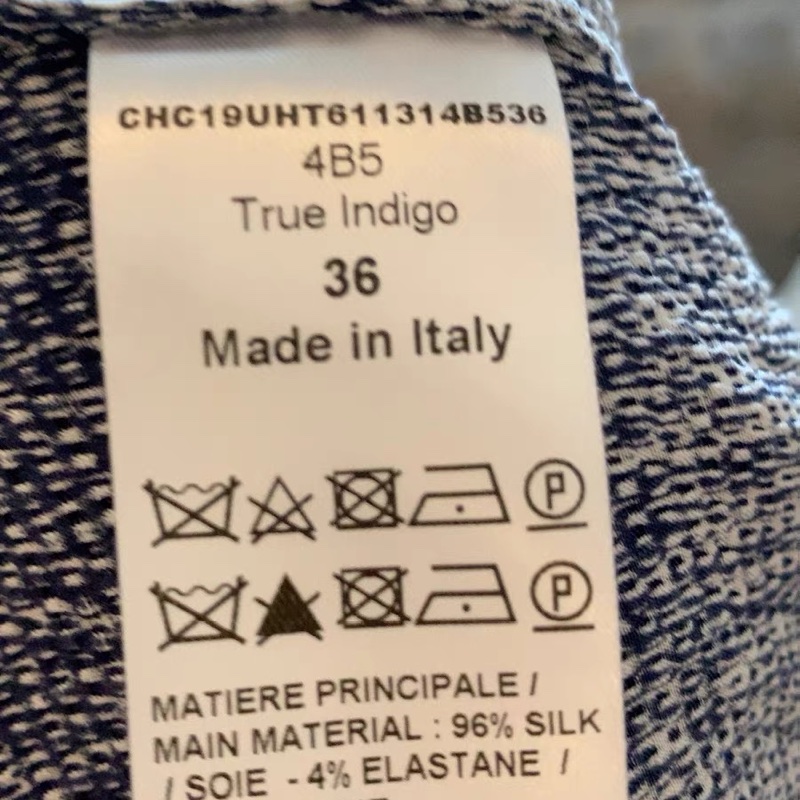 CHC19UHT611314B536
4B5
True Indigo
36
Made in Italy
P
P
MATIERE PRINCIPALE /
MAIN MATERIAL : 96% SILK
/ SOIE - 4% ELASTANE /